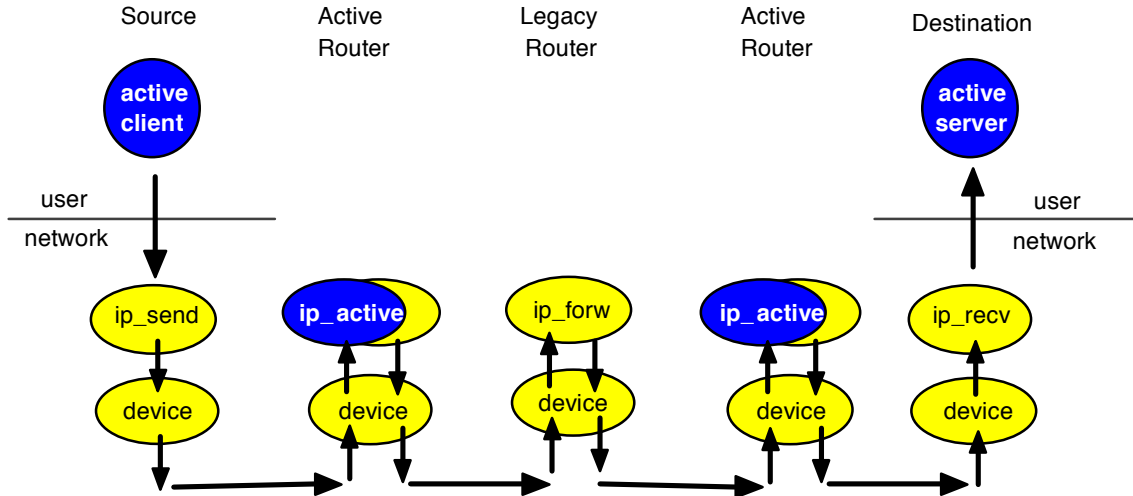 Source
Active
Router
Legacy
Router
Active
Router
Destination
active
client
active
server
user
network
user
network
ip_send
ip_active
ip_forw
ip_active
ip_recv
device
device
device
device
device